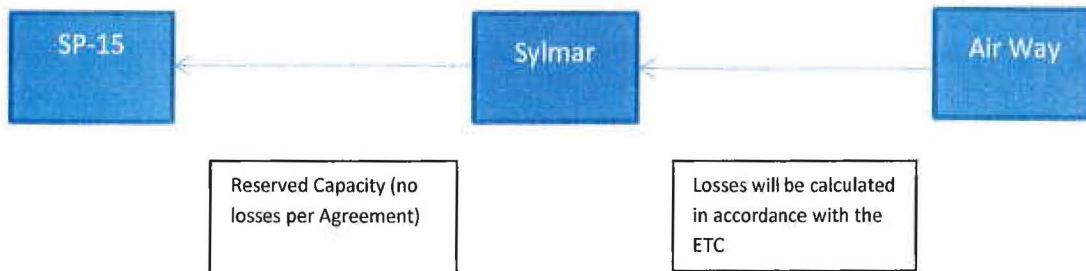 SP-15
Sylmar
Air Way
Reserved Capacity (no
losses per Agreement)
Losses will be calculated
in accordance with the
ETC